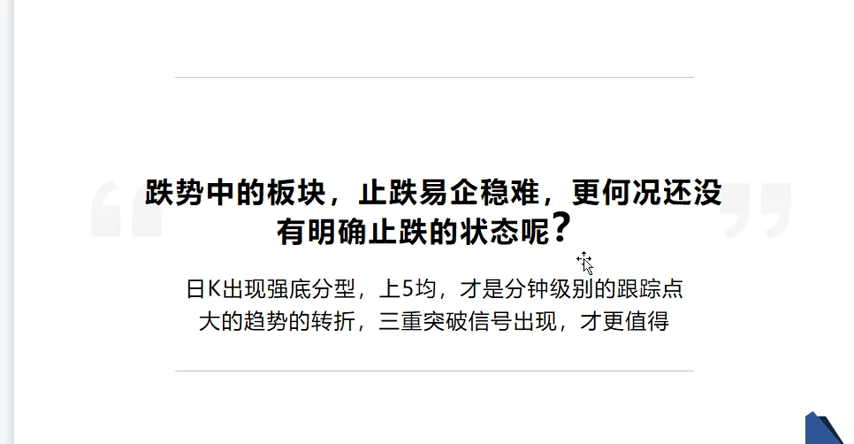 跌势中的板块，止跌易企稳难，更何况还没
有明确止跌的状态呢？
日K出现强底分型，上5均，才是分钟级别的跟踪点
大的趋势的转折，三重突破信号出现，才更值得